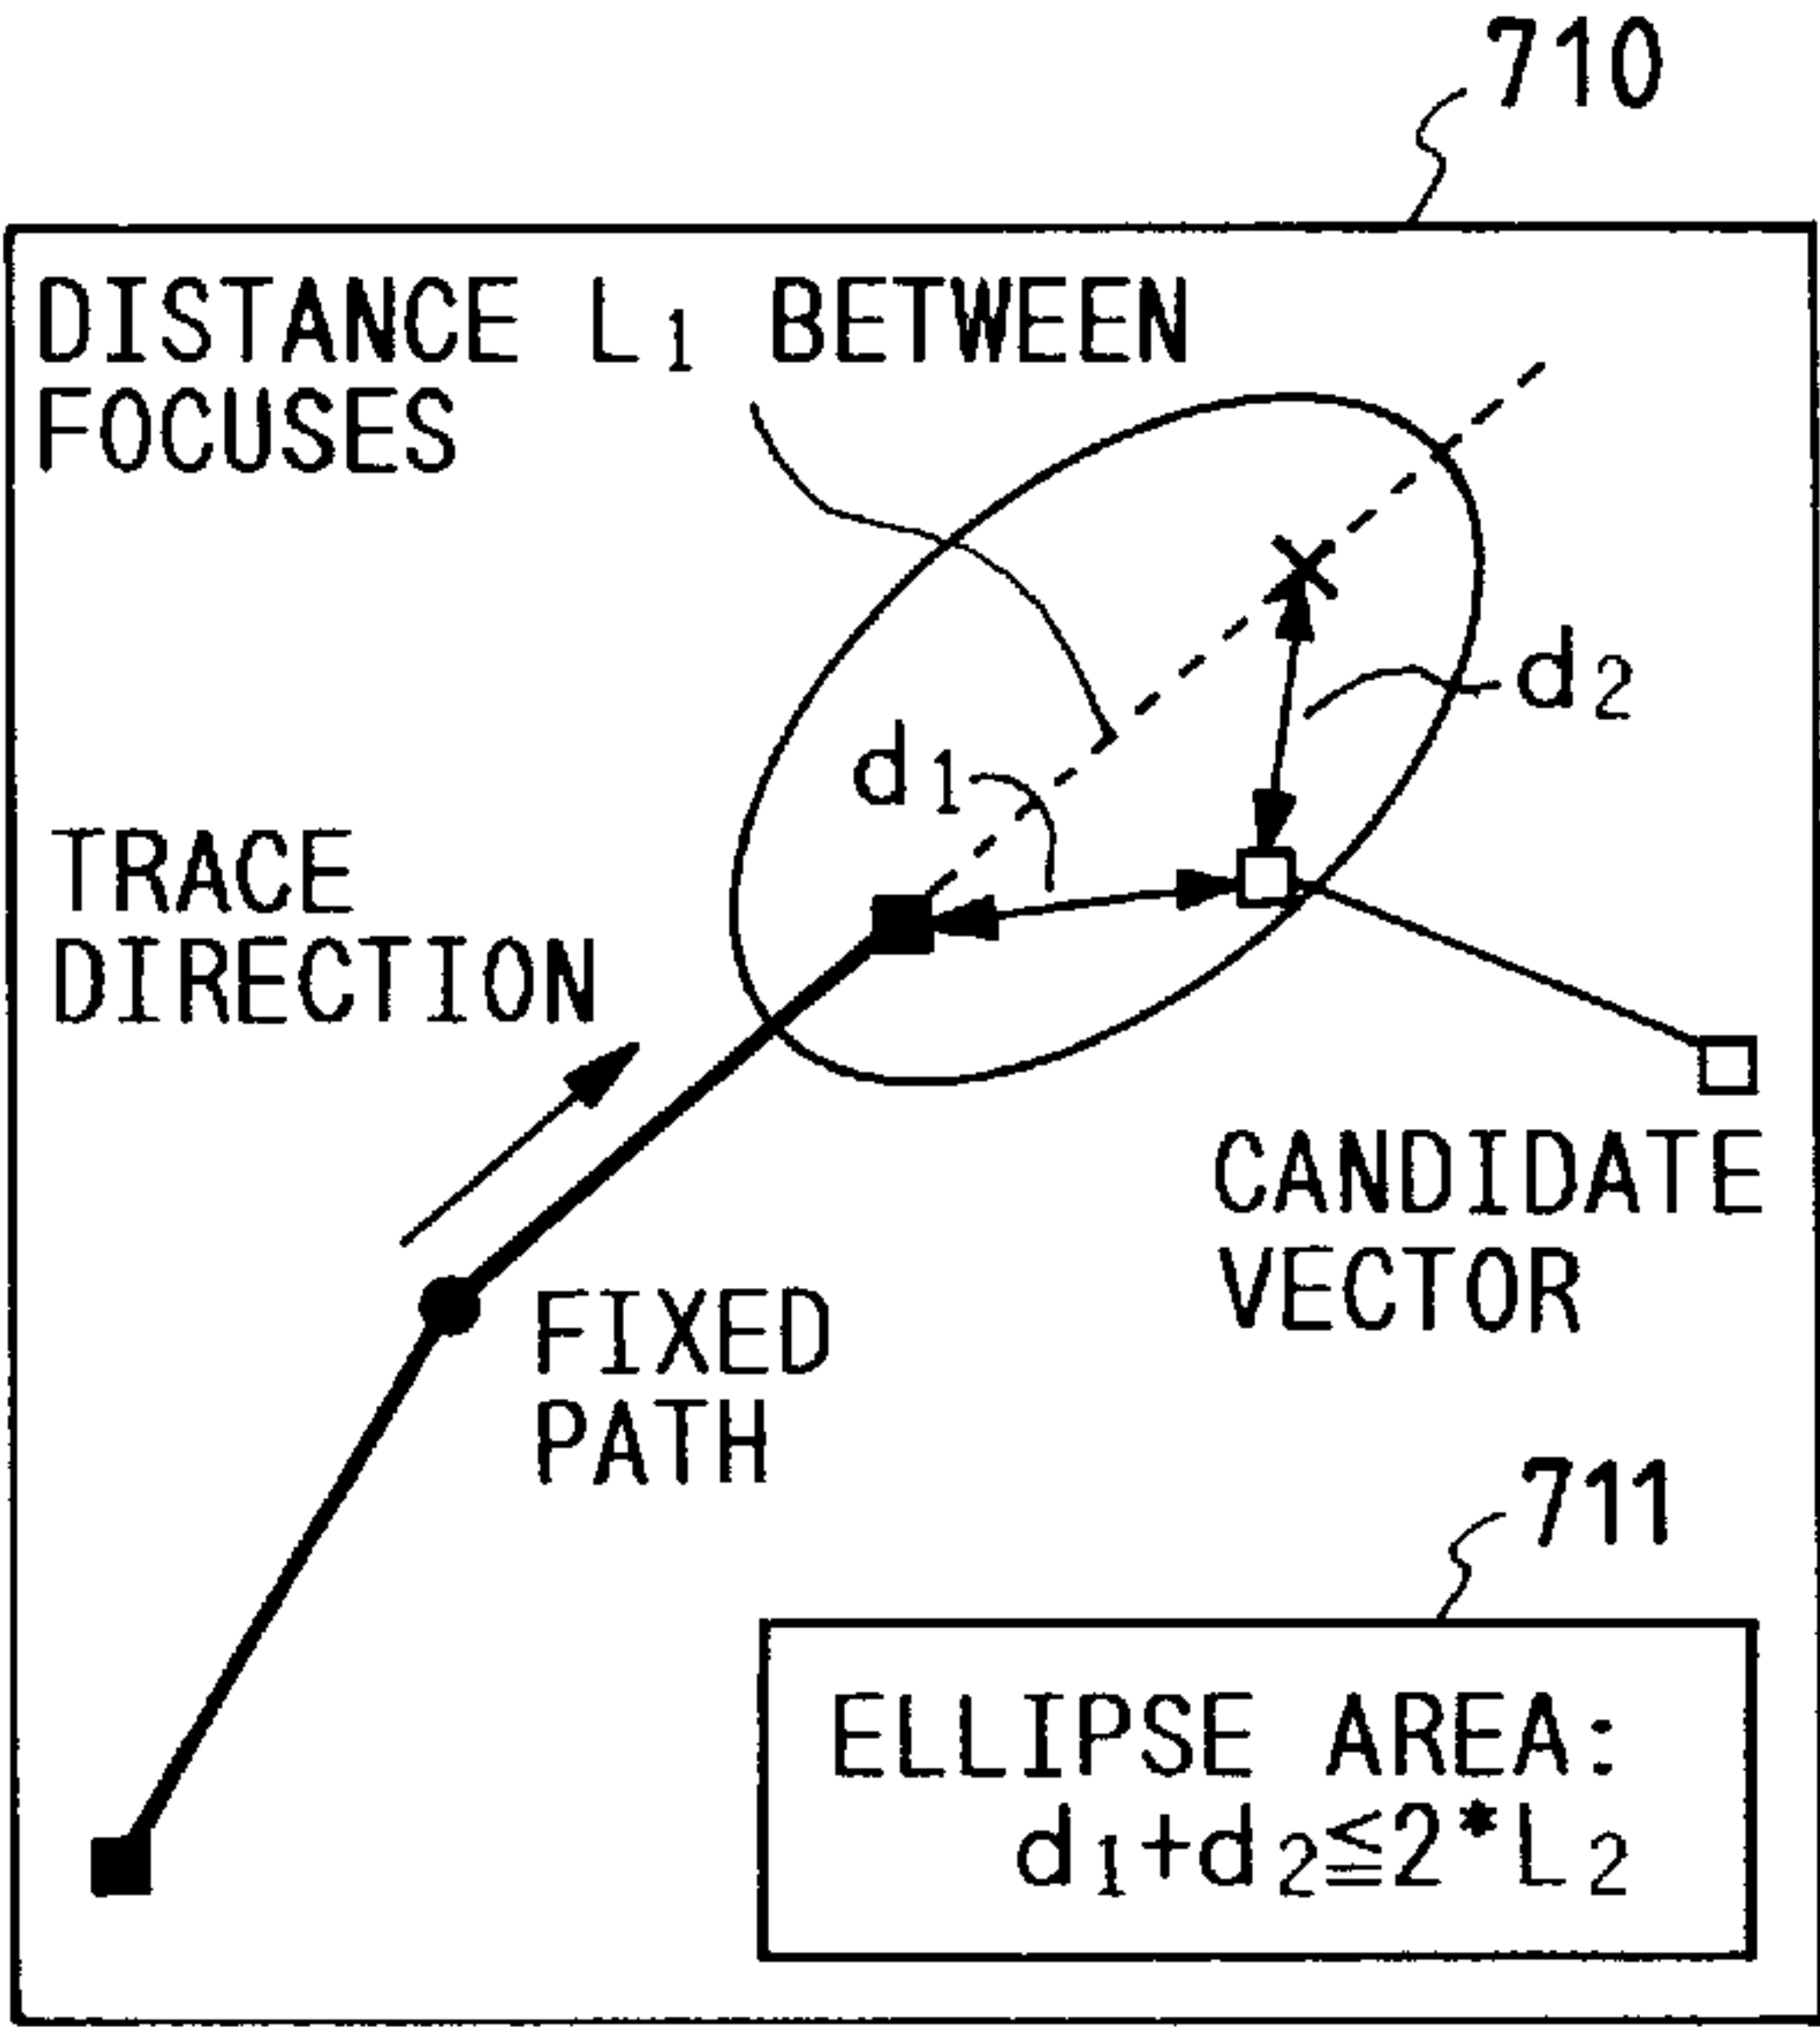 710
DISTANCE L₁ BETWEEN
FOCUSES
d₂
d₁
TRACE
DIRECTION
CANDIDATE
VECTOR
FIXED
PATH
711
ELLIPSE AREA:
d₁+d₂≦2*L₂